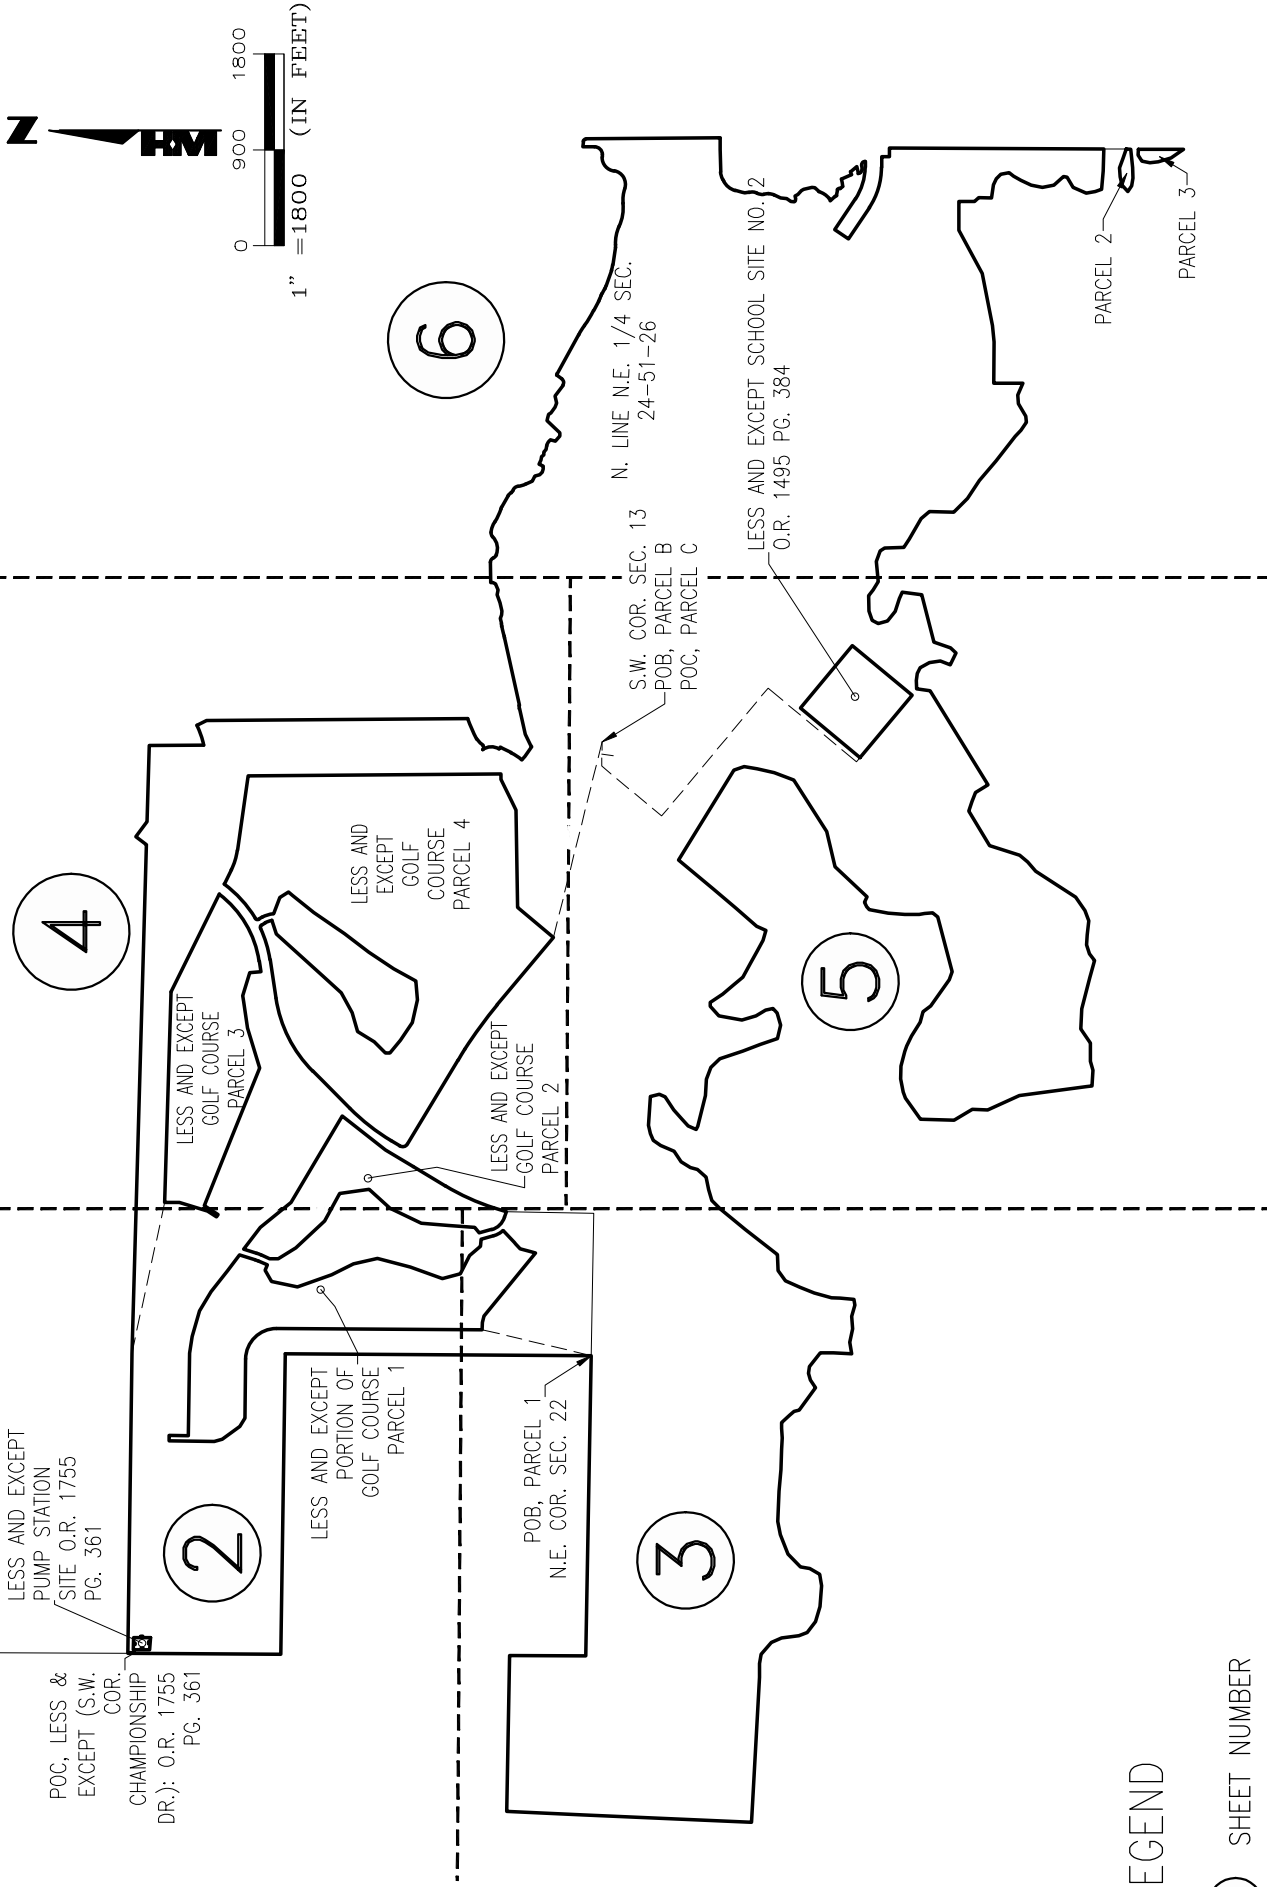 Z
HM
0 900 1800
1" =1800 (IN FEET)
6
4
5
2
3
LESS AND EXCEPT
PUMP STATION
SITE O.R. 1755
PG. 361
POC, LESS &
EXCEPT (S.W.
COR.
CHAMPIONSHIP
DR.): O.R. 1755
PG. 361
LESS AND EXCEPT
GOLF COURSE
PARCEL 3
LESS AND
EXCEPT
GOLF
COURSE
PARCEL 4
LESS AND EXCEPT
GOLF COURSE
PARCEL 2
LESS AND EXCEPT
PORTION OF
GOLF COURSE
PARCEL 1
POB, PARCEL 1
N.E. COR. SEC. 22
N. LINE N.E. 1/4 SEC.
24-51-26
S.W. COR. SEC. 13
POB, PARCEL B
POC, PARCEL C
LESS AND EXCEPT SCHOOL SITE NO. 2
O.R. 1495 PG. 384
PARCEL 2
PARCEL 3
EGEND
SHEET NUMBER